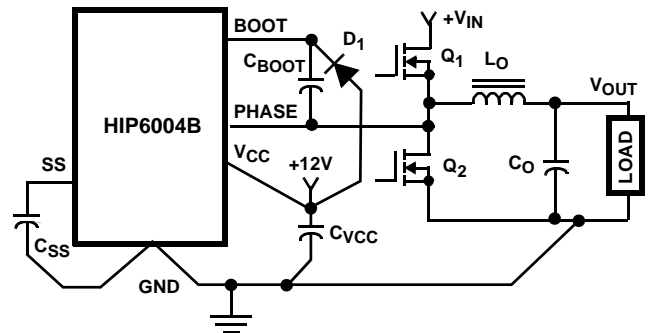 +VIN
BOOT
D1
CBOOT
Q1
LO
VOUT
HIP6004B
PHASE
VCC
SS
+12V
Q2
CO
LOAD
CSS
CVCC
GND